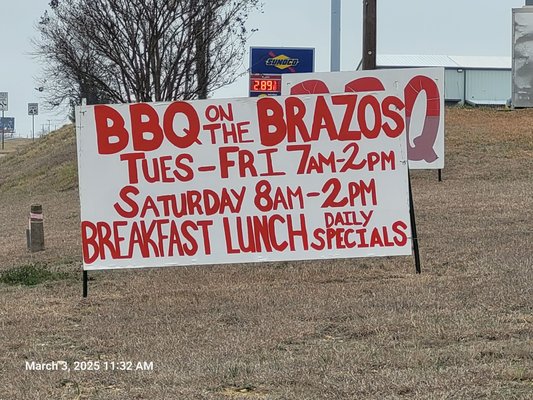 SUNOCO
2.89 9
BBQ ON THE BRAZOS
TUES-FRI 7AM-2PM
SATURDAY 8AM-2PM
BREAKFAST LUNCH DAILY SPECIALS
Q
March 3, 2025 11:32 AM